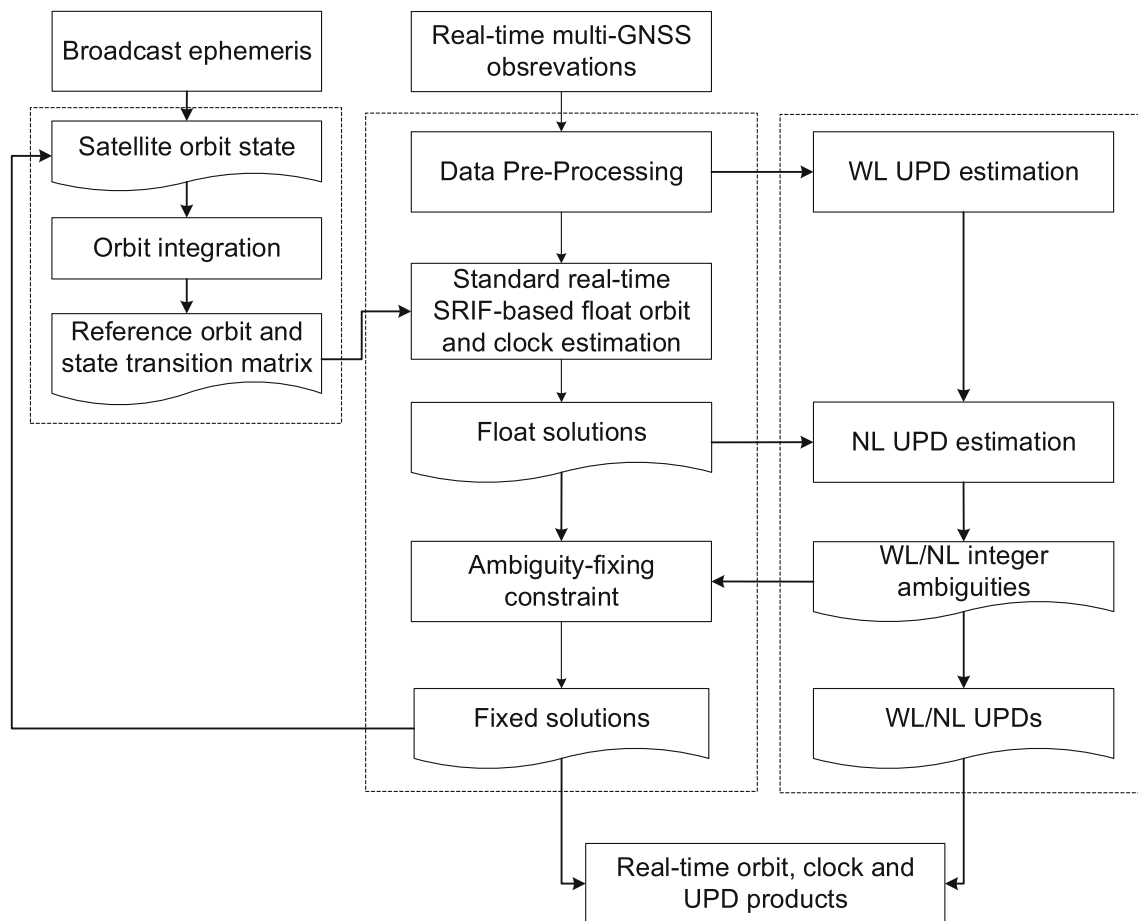 Broadcast ephemeris
Real-time multi-GNSS
obsrevations
Satellite orbit state
Data Pre-Processing
WL UPD estimation
Orbit integration
Standard real-time
SRIF-based float orbit
and clock estimation
Reference orbit and
state transition matrix
Float solutions
NL UPD estimation
Ambiguity-fixing
constraint
WL/NL integer
ambiguities
Fixed solutions
WL/NL UPDs
Real-time orbit, clock and
UPD products